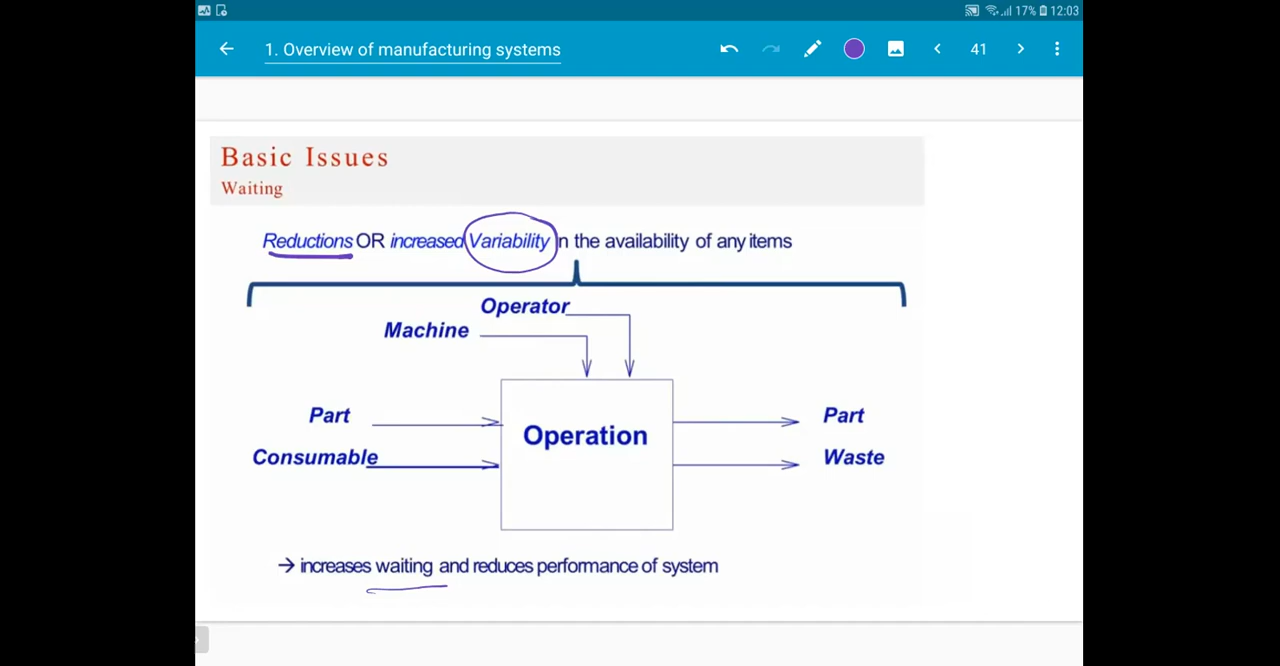 17% 12:03
1. Overview of manufacturing systems
41
Basic Issues
Waiting
Reductions OR increased Variability in the availability of any items
Operator
Machine
Part
Consumable
Operation
Part
Waste
→ increases waiting and reduces performance of system